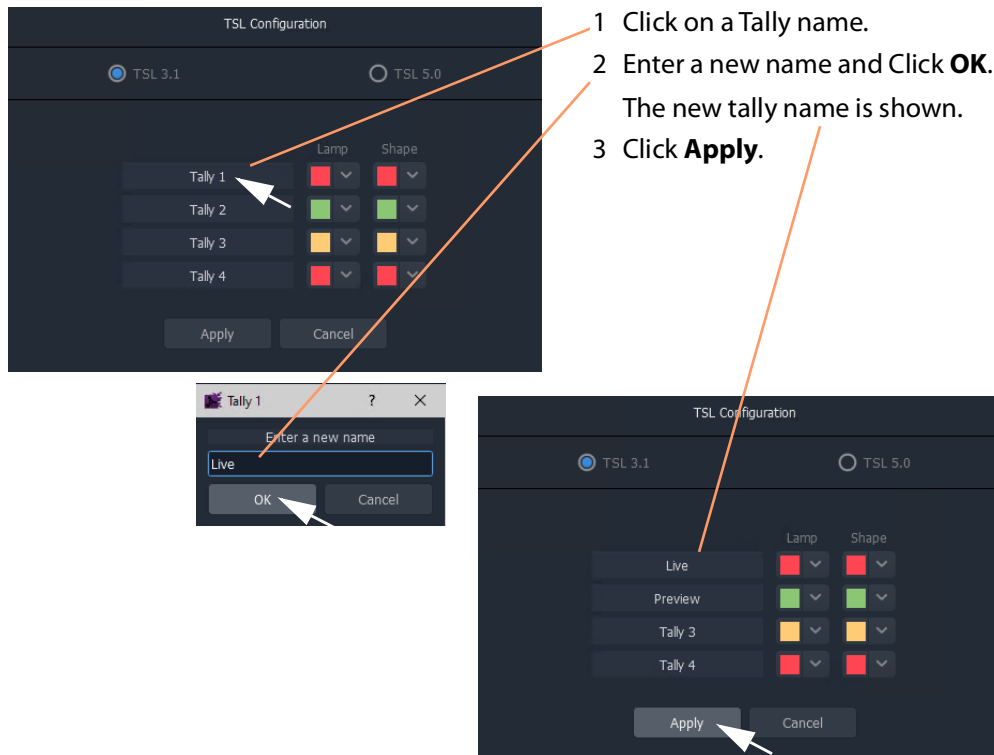 TSL Configuration
TSL 3.1
TSL 5.0
Lamp Shape
Tally 1
Tally 2
Tally 3
Tally 4
Apply Cancel
1 Click on a Tally name.
2 Enter a new name and Click OK.
The new tally name is shown.
3 Click Apply.
Tally 1 ? ×
Enter a new name
Live
OK Cancel
TSL Configuration
TSL 3.1
TSL 5.0
Lamp Shape
Live
Preview
Tally 3
Tally 4
Apply Cancel